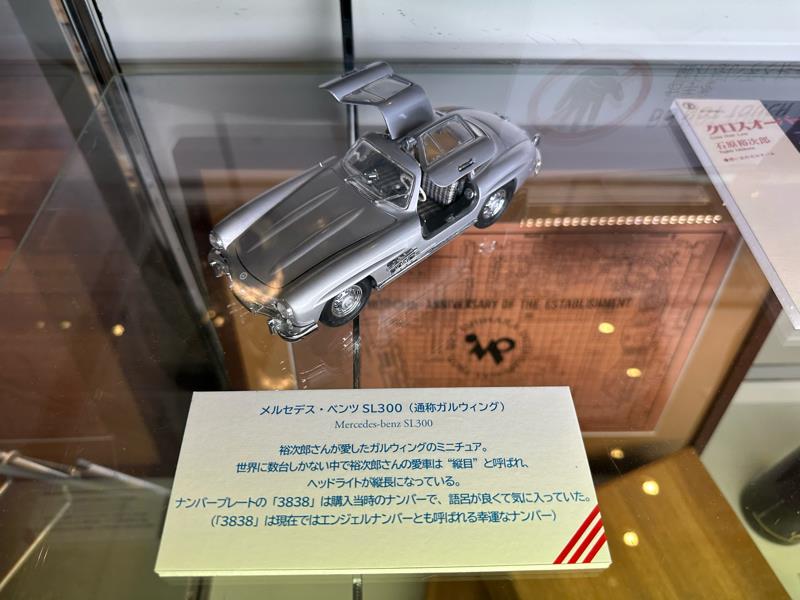 メルセデス・ベンツ SL300（通称ガルウィング）
Mercedes-benz SL300
裕次郎さんが愛したガルウィングのミニチュア。
世界に数台しかない中で裕次郎さんの愛車は“縦目”と呼ばれ、
ヘッドライトが縦長になっている。
ナンバープレートの「3838」は購入当時のナンバーで、語呂が良くて気に入っていた。
（「3838」は現在ではエンジェルナンバーとも呼ばれる幸運なナンバー）
クロスオーバー
石原裕次郎
ANNIVERSARY OF THE ESTABLISHMENT